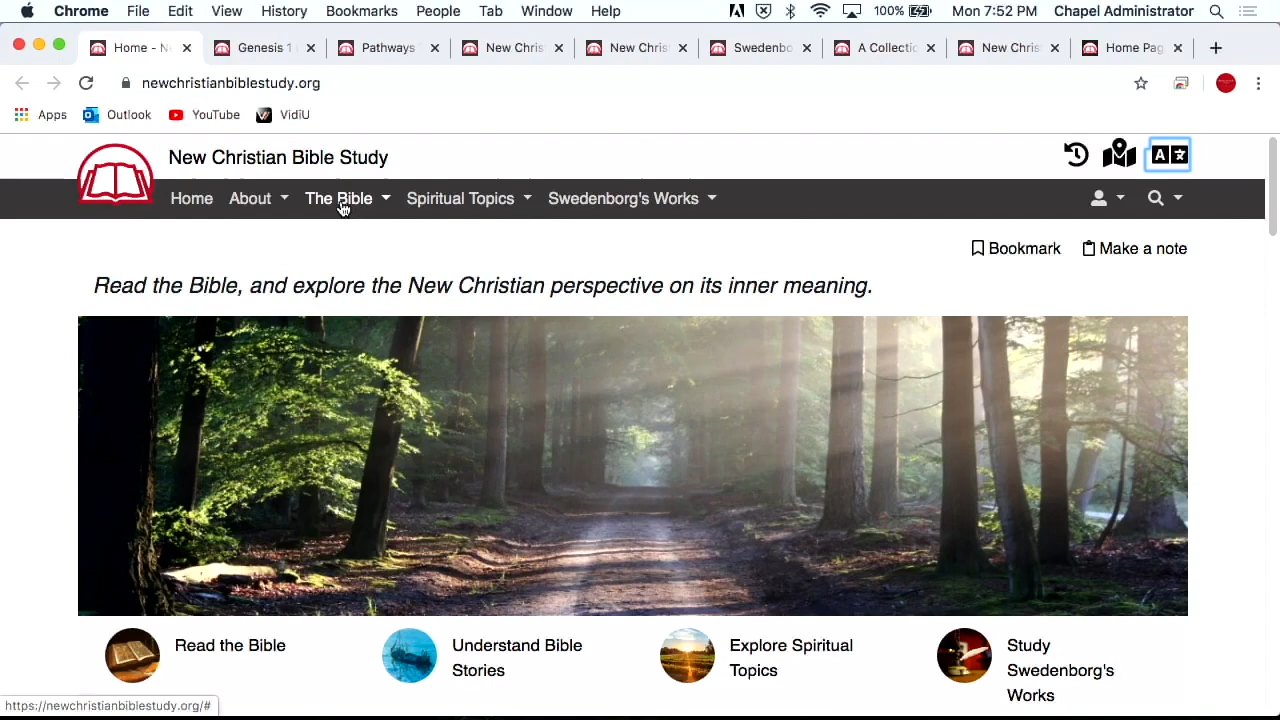 Chrome File Edit View History Bookmarks People Tab Window Help 100% Mon 7:52 PM Chapel Administrator
Home - N Genesis 1 Pathways New Chris New Chris Swedenbo A Collectio New Chris Home Pag
newchristianbiblestudy.org
Apps Outlook YouTube VidiU
New Christian Bible Study
Home About The Bible Spiritual Topics Swedenborg's Works
Bookmark Make a note
Read the Bible, and explore the New Christian perspective on its inner meaning.
Read the Bible
Understand Bible
Stories
Explore Spiritual
Topics
Study
Swedenborg's
Works
https://newchristianbiblestudy.org/#